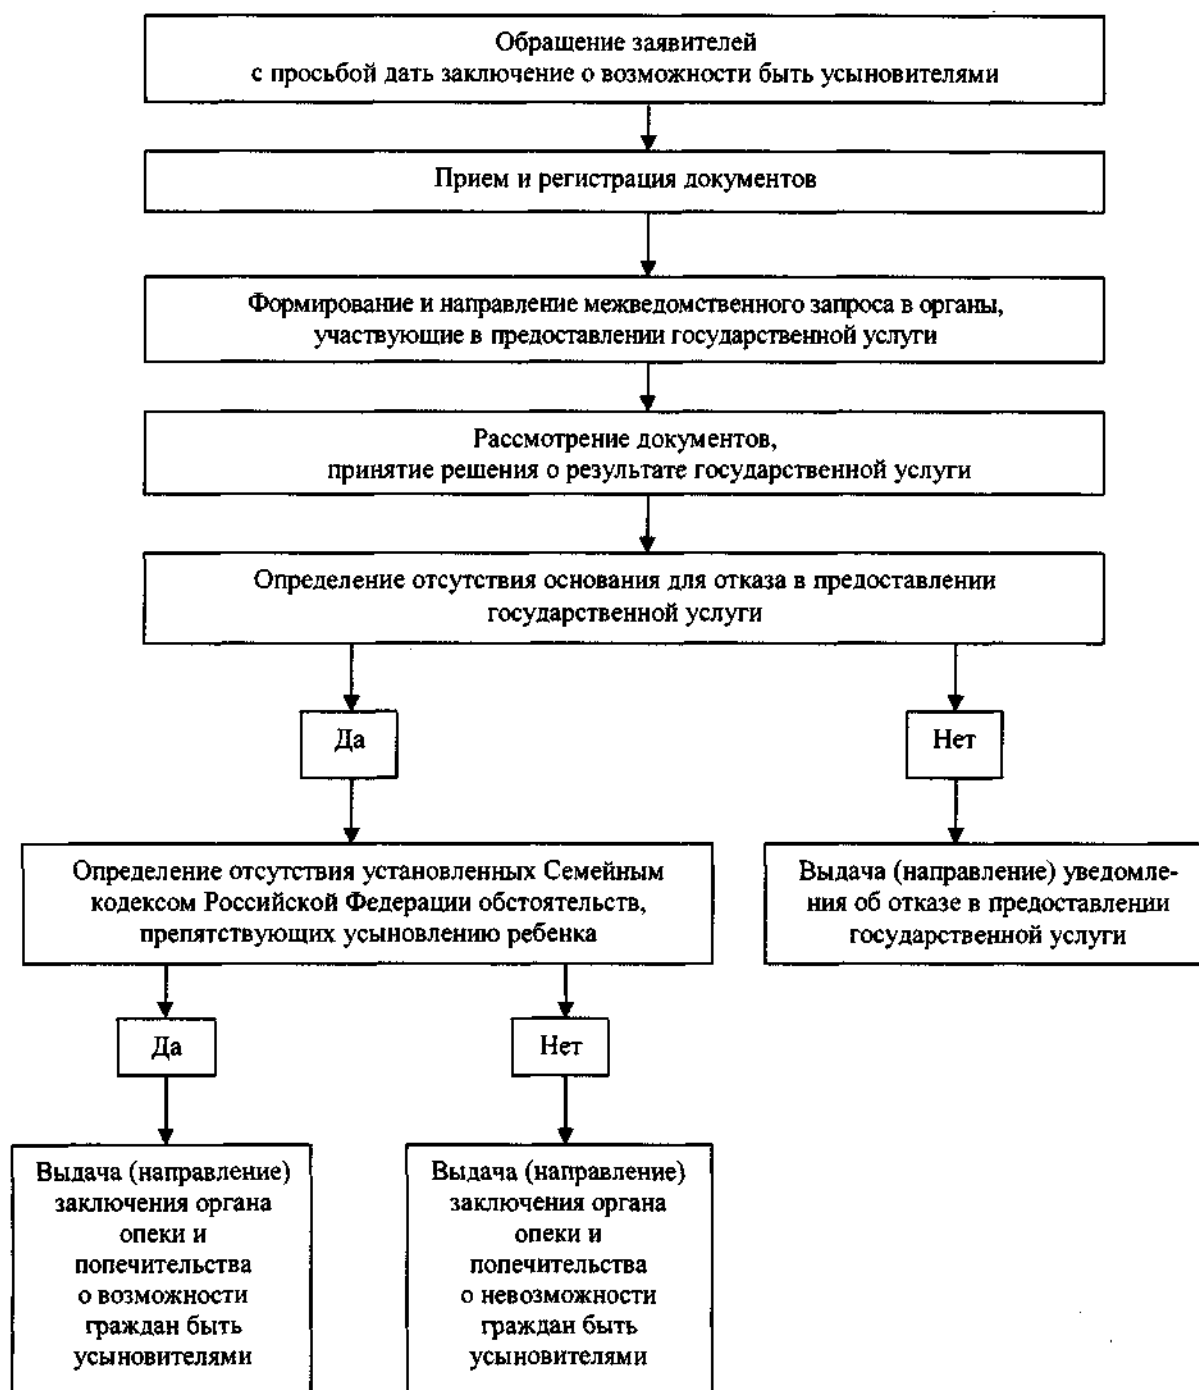 Обращение заявителей
с просьбой дать заключение о возможности быть усыновителями
Прием и регистрация документов
Формирование и направление межведомственного запроса в органы,
участвующие в предоставлении государственной услуги
Рассмотрение документов,
принятие решения о результате государственной услуги
Определение отсутствия основания для отказа в предоставлении
государственной услуги
Да
Нет
Определение отсутствия установленных Семейным
кодексом Российской Федерации обстоятельств,
препятствующих усыновлению ребенка
Выдача (направление) уведомле-
ния об отказе в предоставлении
государственной услуги
Да
Нет
Выдача (направление)
заключения органа
опеки и
попечительства
о возможности
граждан быть
усыновителями
Выдача (направление)
заключения органа
опеки и
попечительства
о невозможности
граждан быть
усыновителями